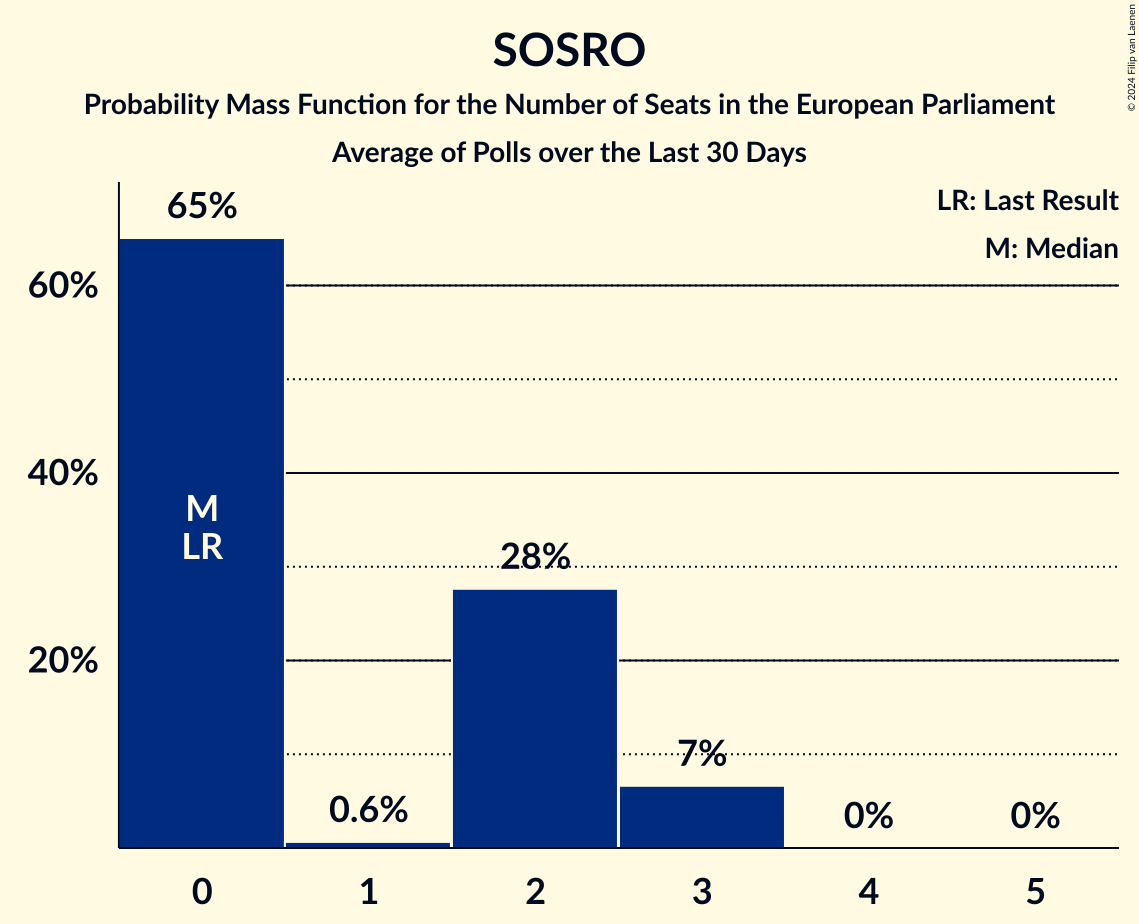 © 2024 Filip van Laenen
SOSRO
Probability Mass Function for the Number of Seats in the European Parliament
Average of Polls over the Last 30 Days
LR: Last Result
M: Median
65%
60%
40%
M
LR
28%
20%
7%
0.6%
0%
0%
0 1 2 3 4 5